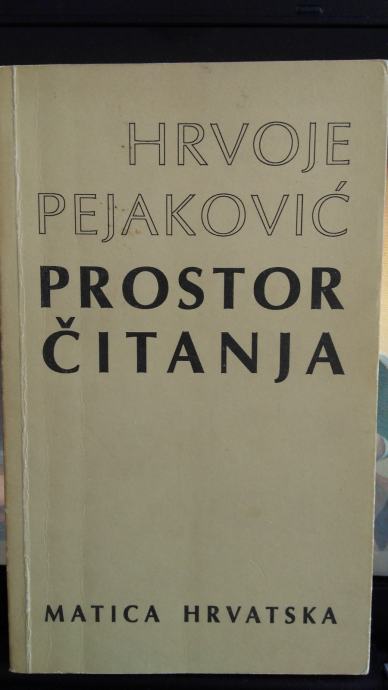 HRVOJE
PEJAKOVIĆ
PROSTOR
ČITANJA
MATICA HRVATSKA